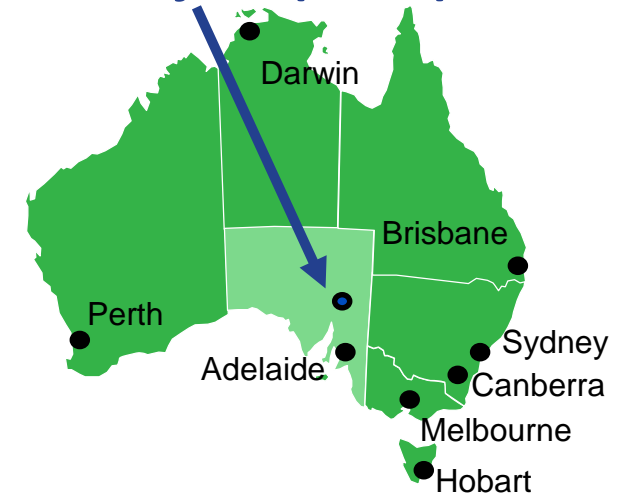 Darwin
Brisbane
Perth
Sydney
Adelaide
Canberra
Melbourne
Hobart